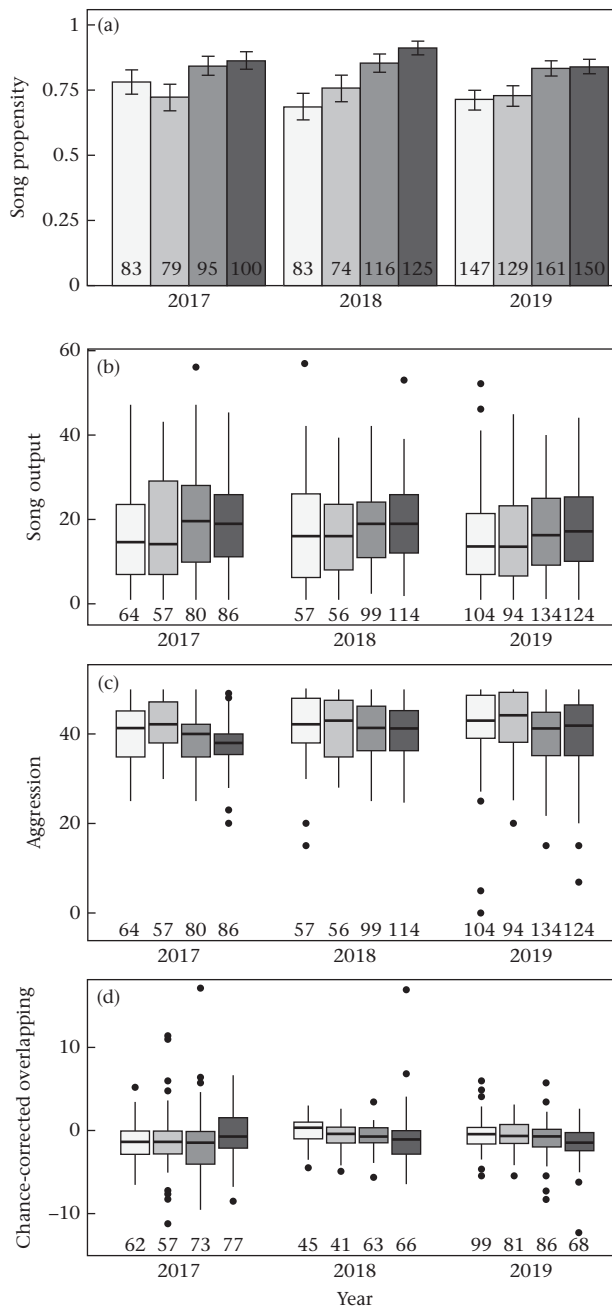 (a)
Song propensity
1
0.75
0.5
0.25
0
83 79 95 100 83 74 116 125 147 129 161 150
2017 2018 2019
(b)
Song output
60
40
20
0
64 57 80 86 57 56 99 114 104 94 134 124
2017 2018 2019
(c)
Aggression
40
20
0
64 57 80 86 57 56 99 114 104 94 134 124
2017 2018 2019
(d)
Chance-corrected overlapping
10
0
−10
62 57 73 77 45 41 63 66 99 81 86 68
2017 2018 2019
Year